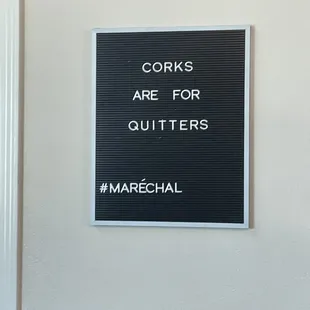 CORKS
ARE FOR
QUITTERS
#MARÉCHAL